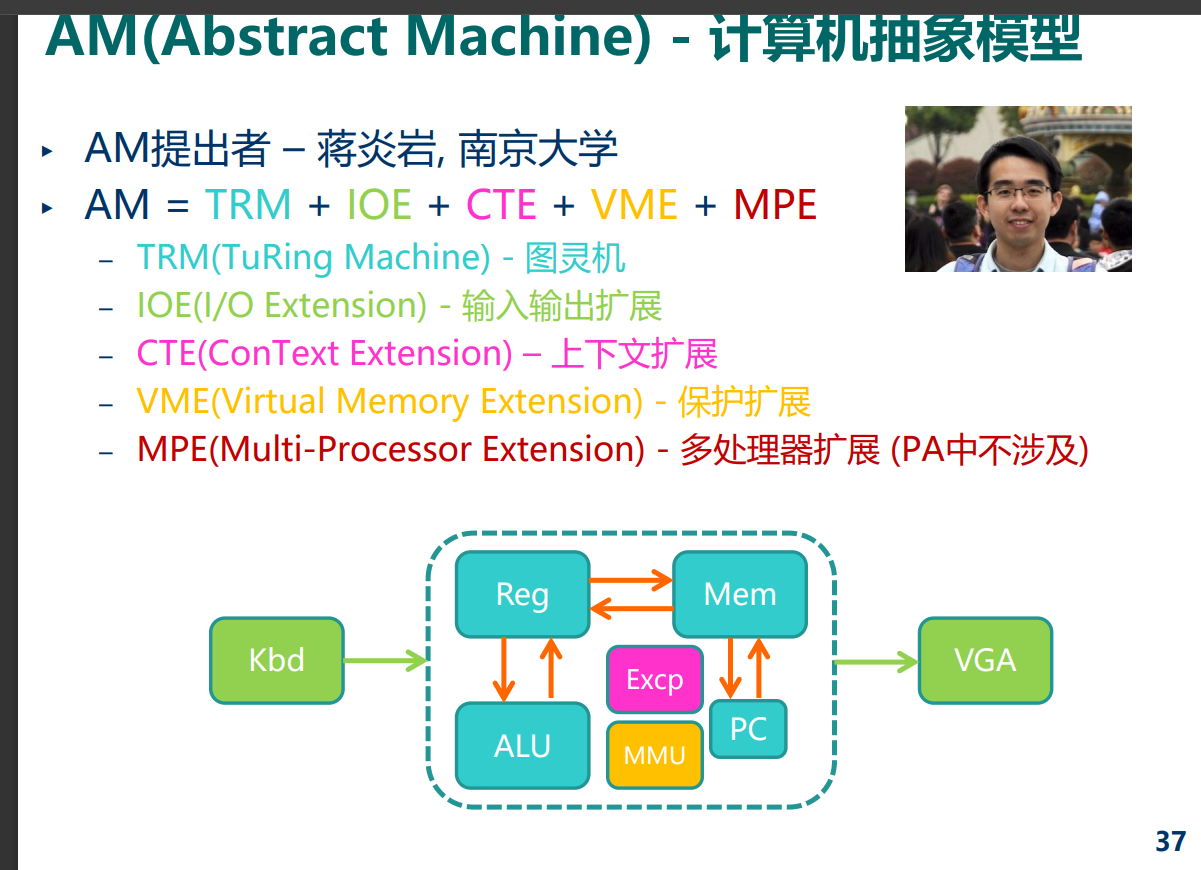 AM(Abstract Machine) - 计算机抽象模型
AM提出者 – 蒋炎岩, 南京大学
AM = TRM + IOE + CTE + VME + MPE
– TRM(TuRing Machine) - 图灵机
– IOE(I/O Extension) - 输入输出扩展
– CTE(ConText Extension) – 上下文扩展
– VME(Virtual Memory Extension) - 保护扩展
– MPE(Multi-Processor Extension) - 多处理器扩展 (PA中不涉及)
Reg
Mem
Kbd
Excp
VGA
ALU
MMU
PC
37